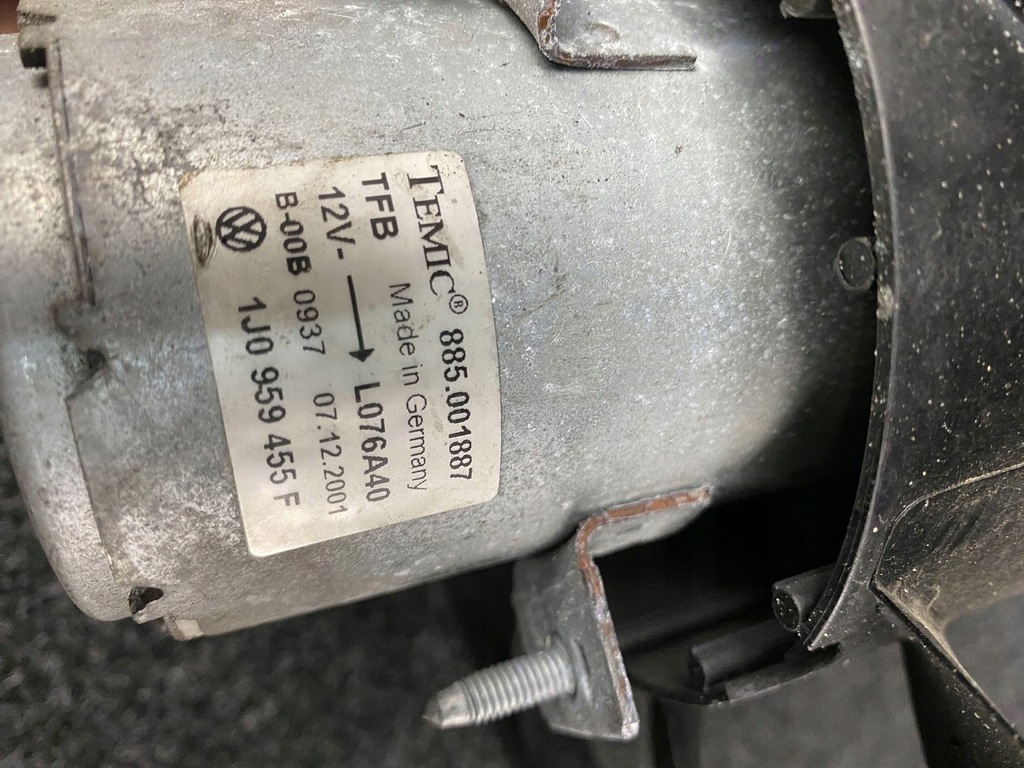 TEMIC® 885.001887
TFB Made in Germany
12V- → L076A40
B-00B 0937 07.12.2001
1J0 959 455 F